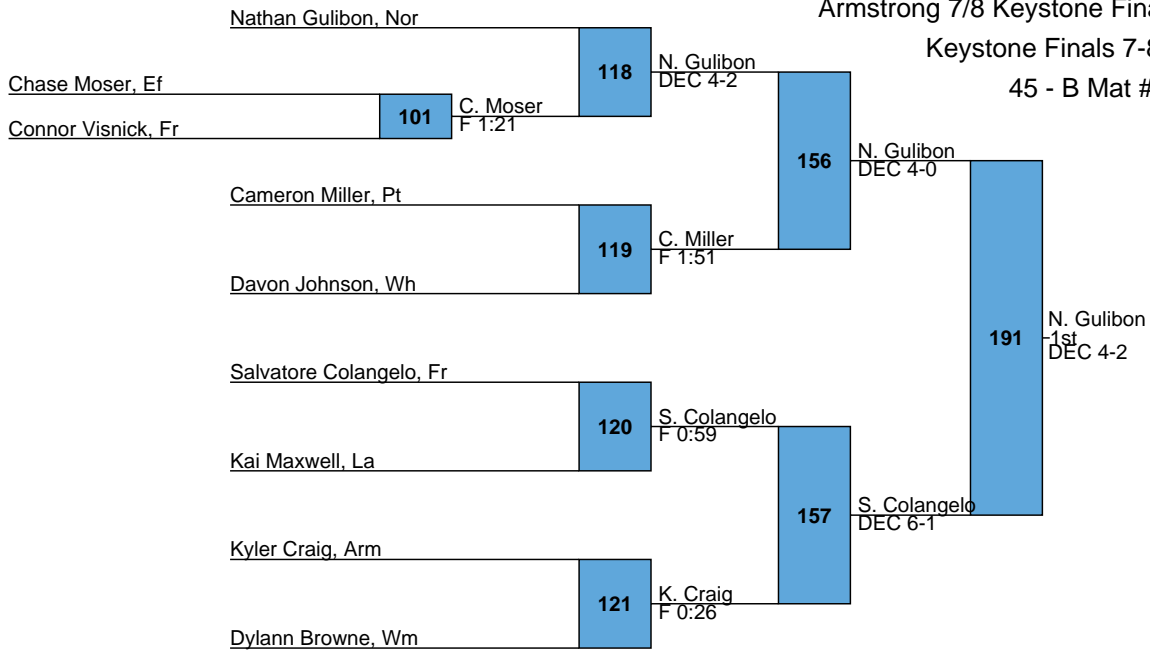 Armstrong 7/8 Keystone Fina
Keystone Finals 7-8
45 - B Mat #
Nathan Gulibon, Nor
118
N. Gulibon
DEC 4-2
Chase Moser, Ef
101
C. Moser
F 1:21
Connor Visnick, Fr
156
N. Gulibon
DEC 4-0
Cameron Miller, Pt
119
C. Miller
F 1:51
Davon Johnson, Wh
191
N. Gulibon
1st
DEC 4-2
Salvatore Colangelo, Fr
120
S. Colangelo
F 0:59
Kai Maxwell, La
157
S. Colangelo
DEC 6-1
Kyler Craig, Arm
121
K. Craig
F 0:26
Dylann Browne, Wm